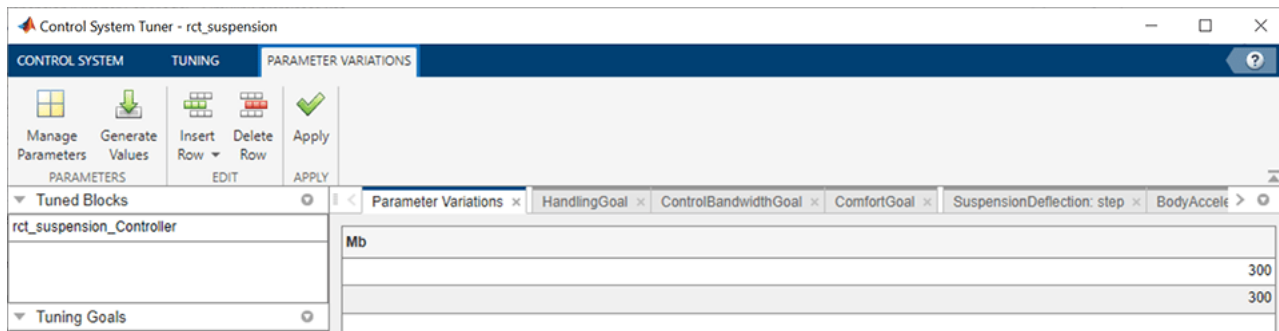 Control System Tuner - rct_suspension
CONTROL SYSTEM TUNING PARAMETER VARIATIONS
Manage Parameters
Generate Values
Insert Row
Delete Row
Apply
PARAMETERS EDIT APPLY
Tuned Blocks
rct_suspension_Controller
Tuning Goals
Parameter Variations HandlingGoal ControlBandwidthGoal ComfortGoal SuspensionDeflection: step BodyAccele
Mb
300
300